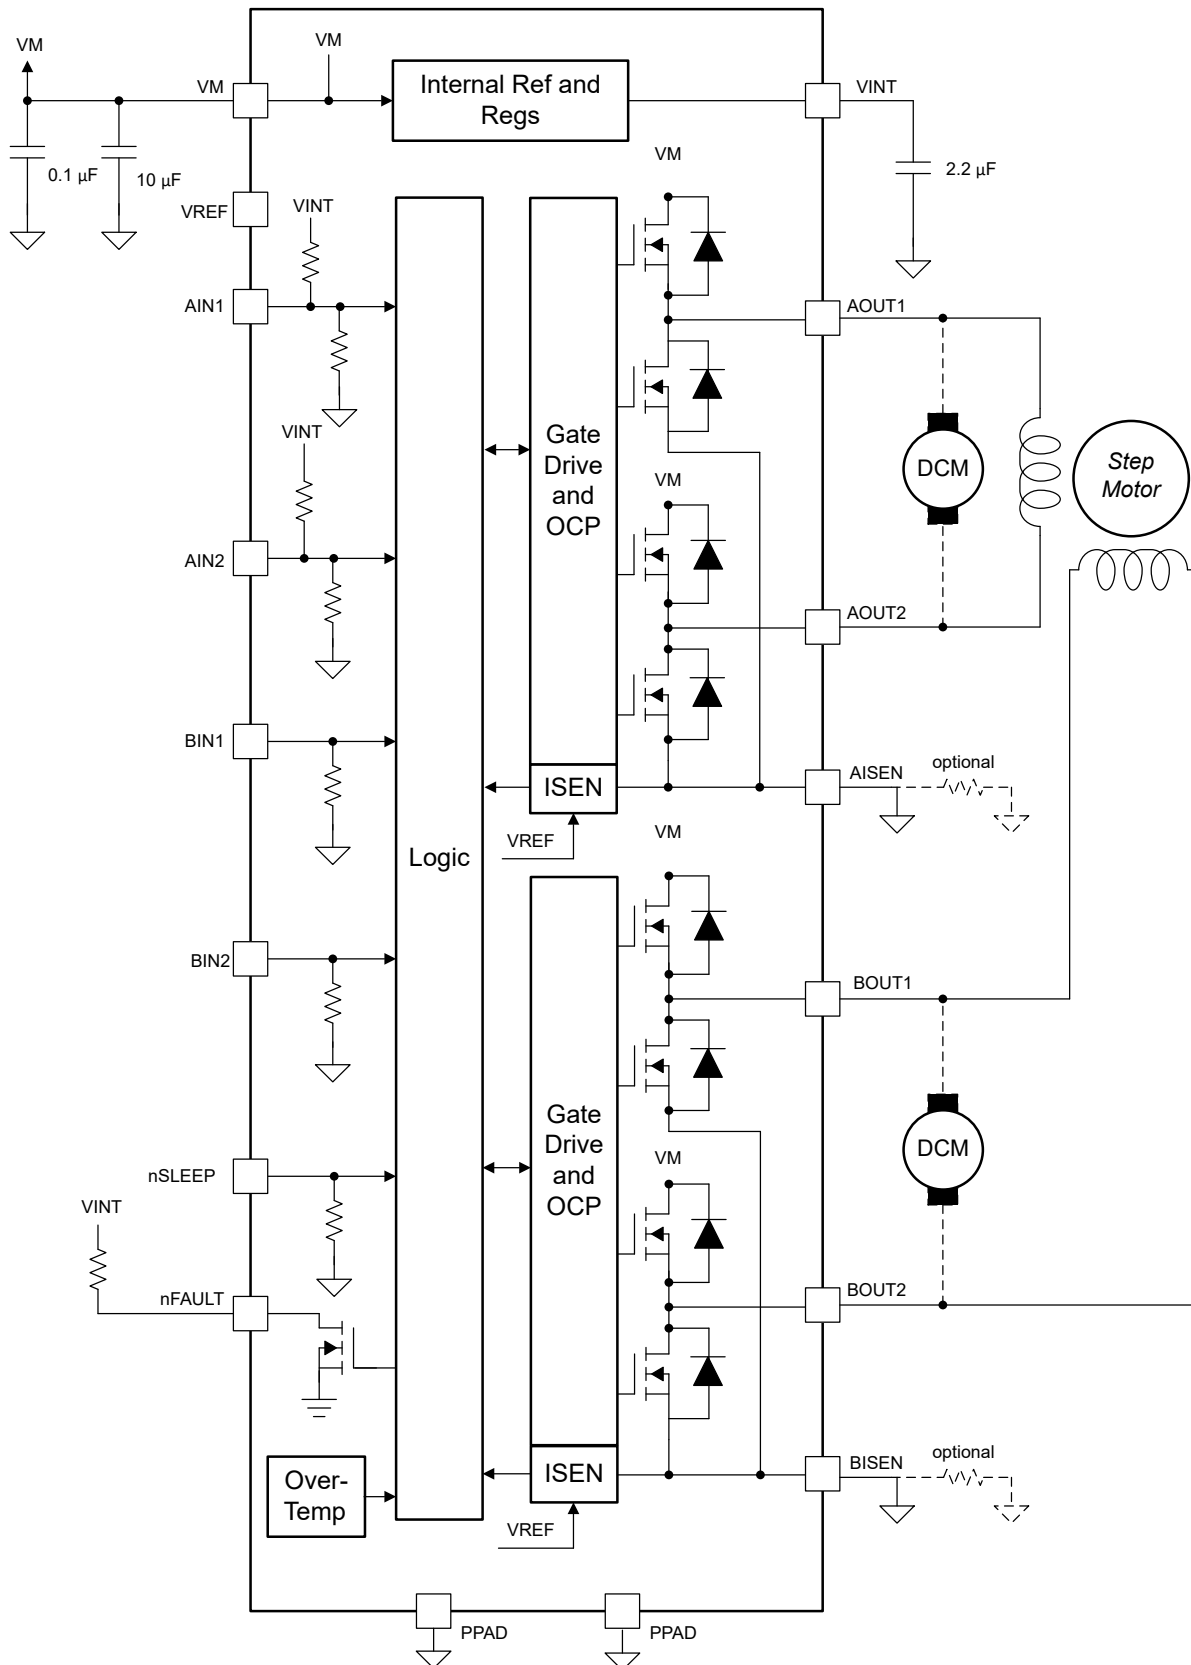 VM
VM
VM
Internal Ref and
Regs
VINT
0.1 µF
10 µF
2.2 µF
VM
VREF
VINT
AIN1
AOUT1
VINT
Gate
Drive
and
OCP
DCM
Step
Motor
VM
AIN2
AOUT2
BIN1
ISEN
AISEN
optional
VREF
VM
Logic
BIN2
BOUT1
Gate
Drive
and
OCP
DCM
VM
nSLEEP
VINT
nFAULT
BOUT2
Over-
Temp
ISEN
BISEN
optional
VREF
PPAD
PPAD